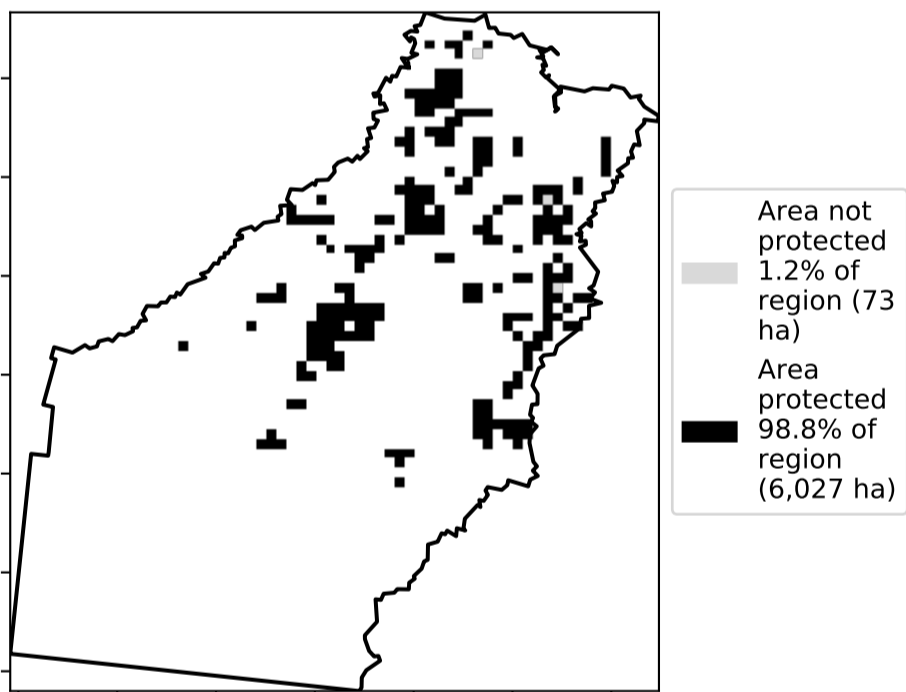 Area not
protected
1.2% of
region (73
ha)
Area
protected
98.8% of
region
(6,027 ha)